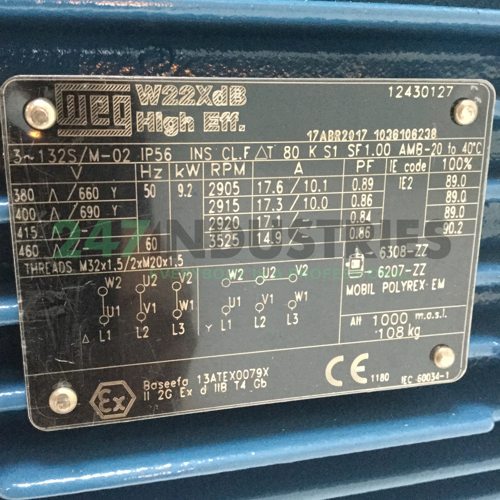 WEG W22XdB 12430127
High Eff.
17ABR2017 1036106238
3~132S/M-02 IP56 INS CL.F ΔT 80 K S1 SF1.00 AMB-20 to 40°C
V Hz kW RPM A PF IE code 100%
380 Δ/660 Y 50 9.2 2905 17.6/10.1 0.89 IE2 89.0
400 Δ/690 Y 2915 17.3/10.0 0.86 89.0
415 2920 17.1 0.84 89.0
460 60 3525 14.9 0.86 90.2
THREADS M32x1,5/2xM20x1,5
247 INDUSTRIES
6308-ZZ
6207-ZZ
MOBIL POLYREX EM
W2 U2 V2 W2 U2 V2
U1 V1 W1 U1 V1 W1
Δ L1 L2 L3 Y L1 L2 L3
Alt 1000 m.a.s.l.
108kg
Ex Baseefa 13ATEX0079X
II 2G Ex d IIB T4 Gb
CE 1180 IEC 60034-1